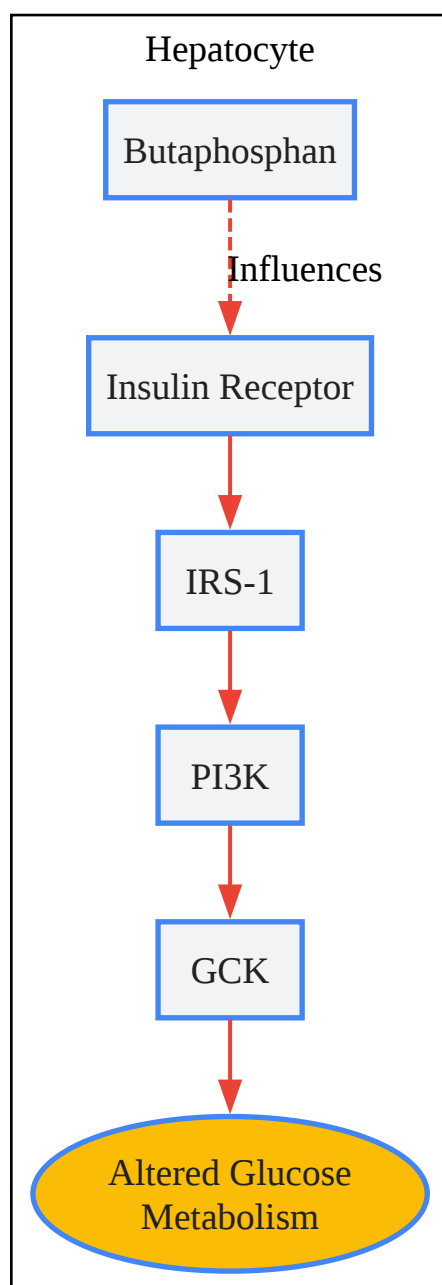 Hepatocyte
Butaphosphan
Influences
Insulin Receptor
IRS-1
PI3K
GCK
Altered Glucose
Metabolism